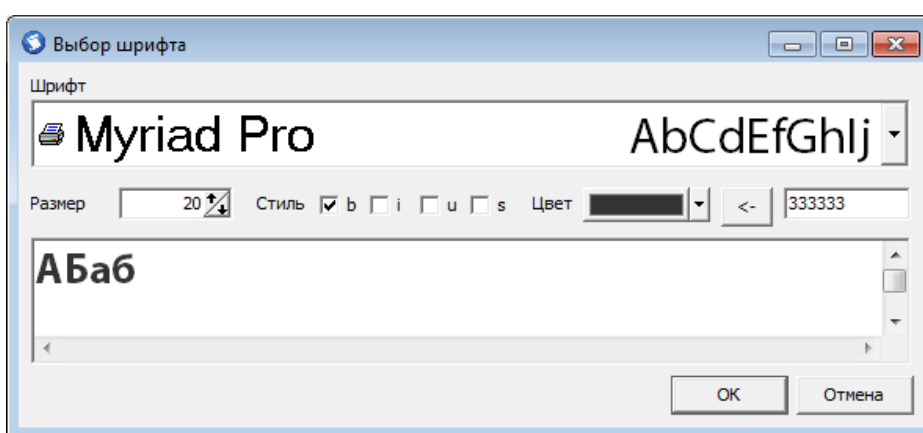 Выбор шрифта
Шрифт
Myriad Pro AbCdEfGhIj
Размер 20 Стиль b i u s Цвет <- 333333
АБаб
OK Отмена